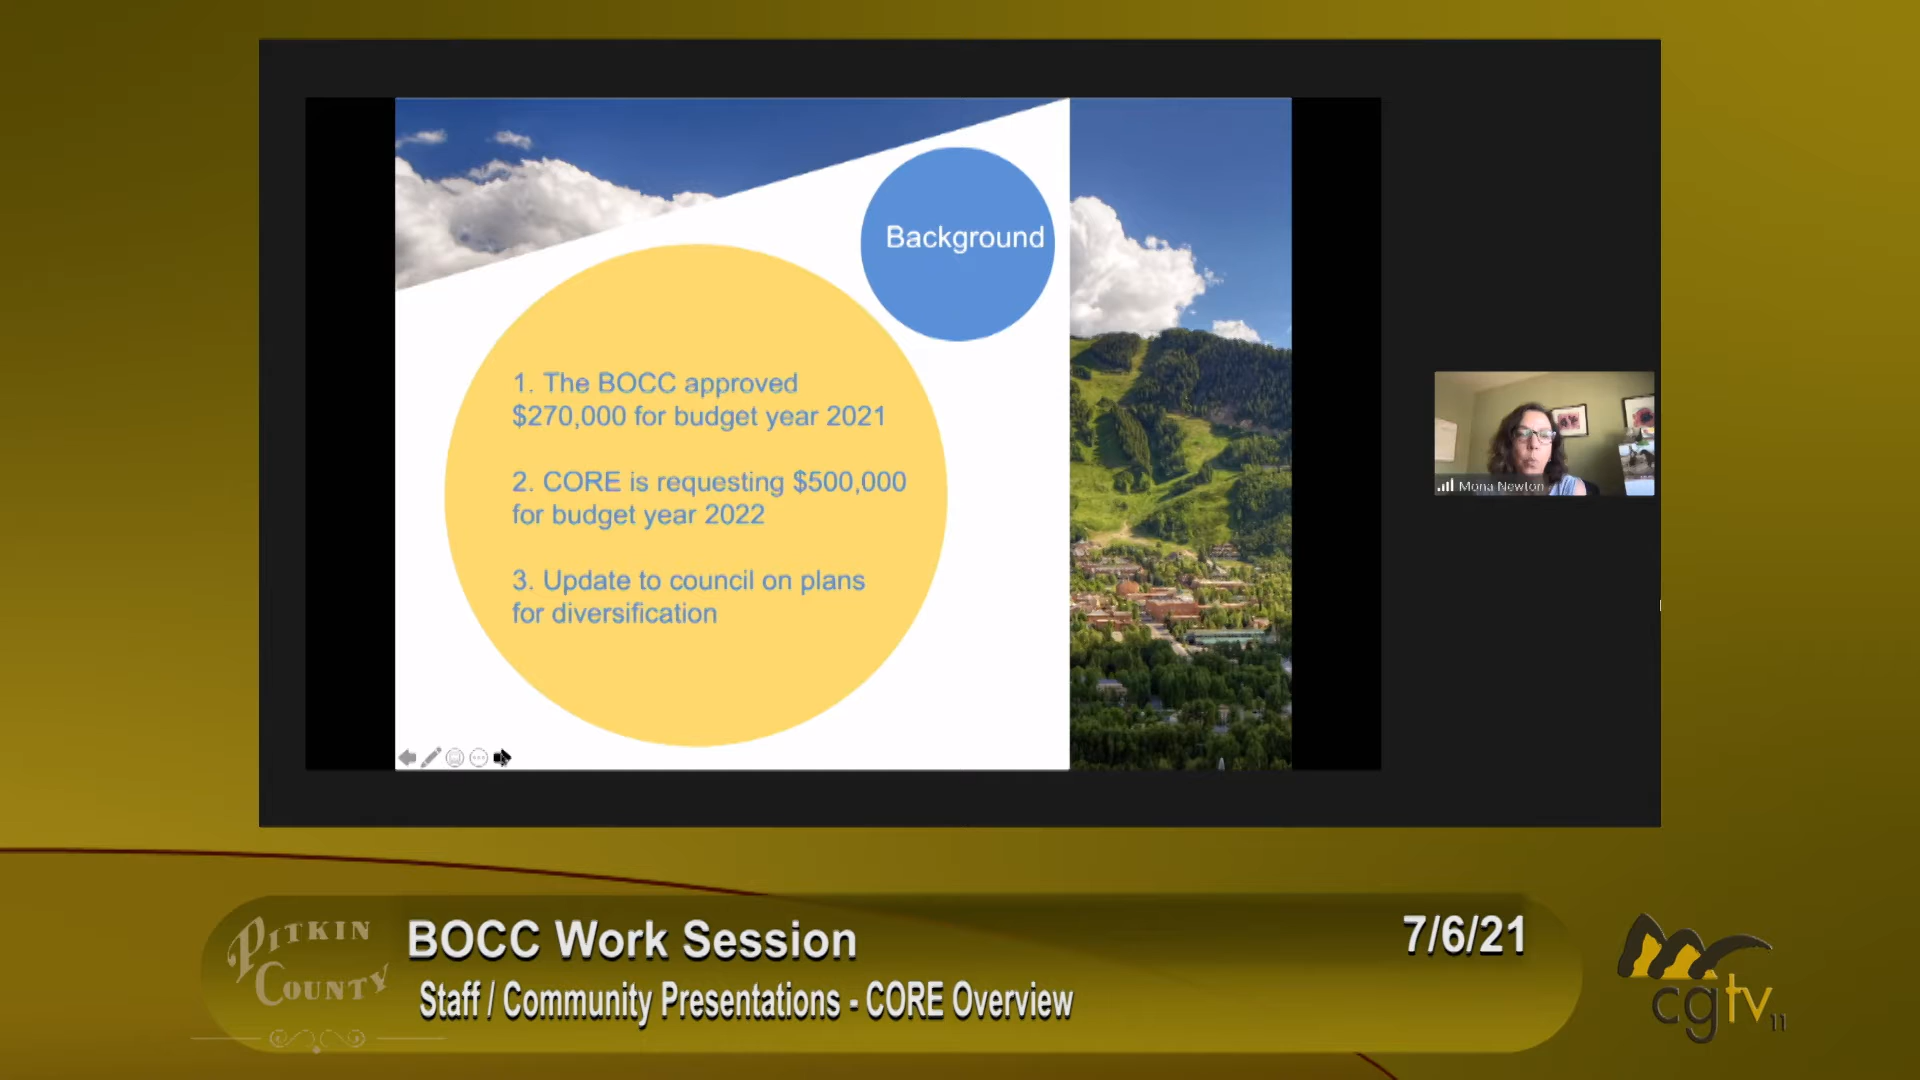 Background
1. The BOCC approved
$270,000 for budget year 2021
2. CORE is requesting $500,000
for budget year 2022
3. Update to council on plans
for diversification
Mona Newton
PITKIN
COUNTY
BOCC Work Session
7/6/21
Staff / Community Presentations - CORE Overview
cgtv11